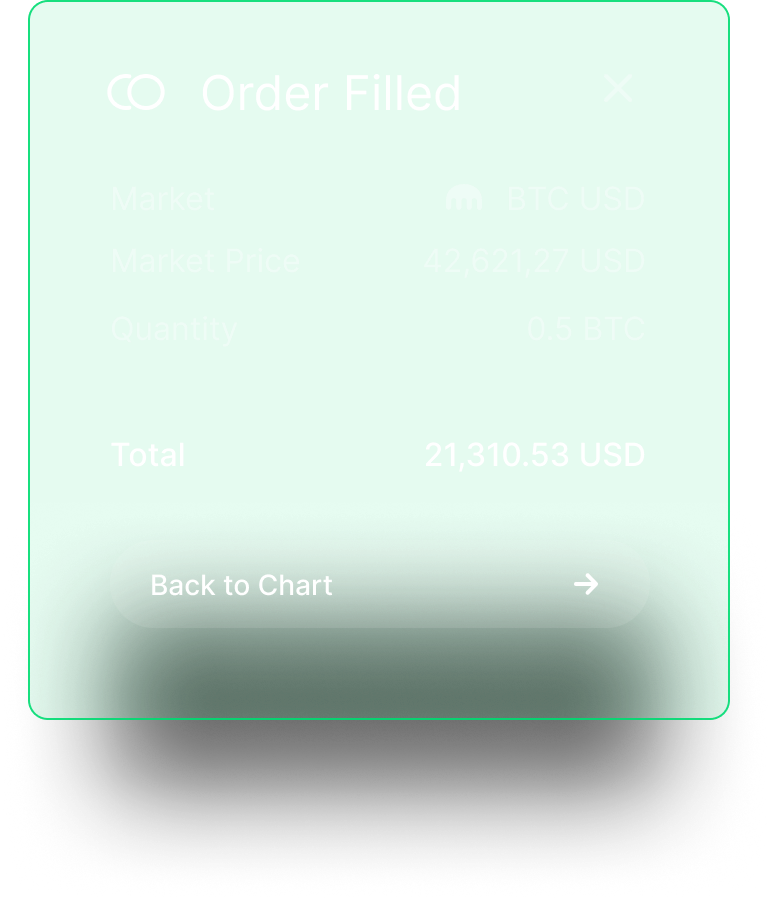 Order Filled
Market BTC USD
Market Price 42,621,27 USD
Quantity 0.5 BTC
Total 21,310.53 USD
Back to Chart